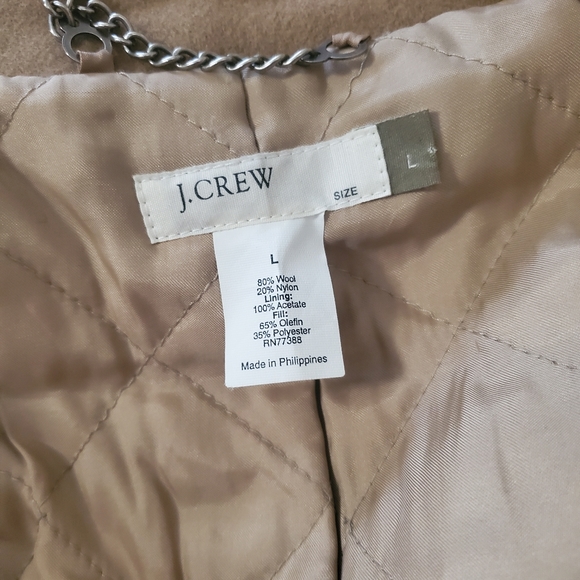 J.CREW
SIZE
L
L
80% Wool
20% Nylon
Lining:
100% Acetate
Fill:
65% Olefin
35% Polyester
RN77388
Made in Philippines